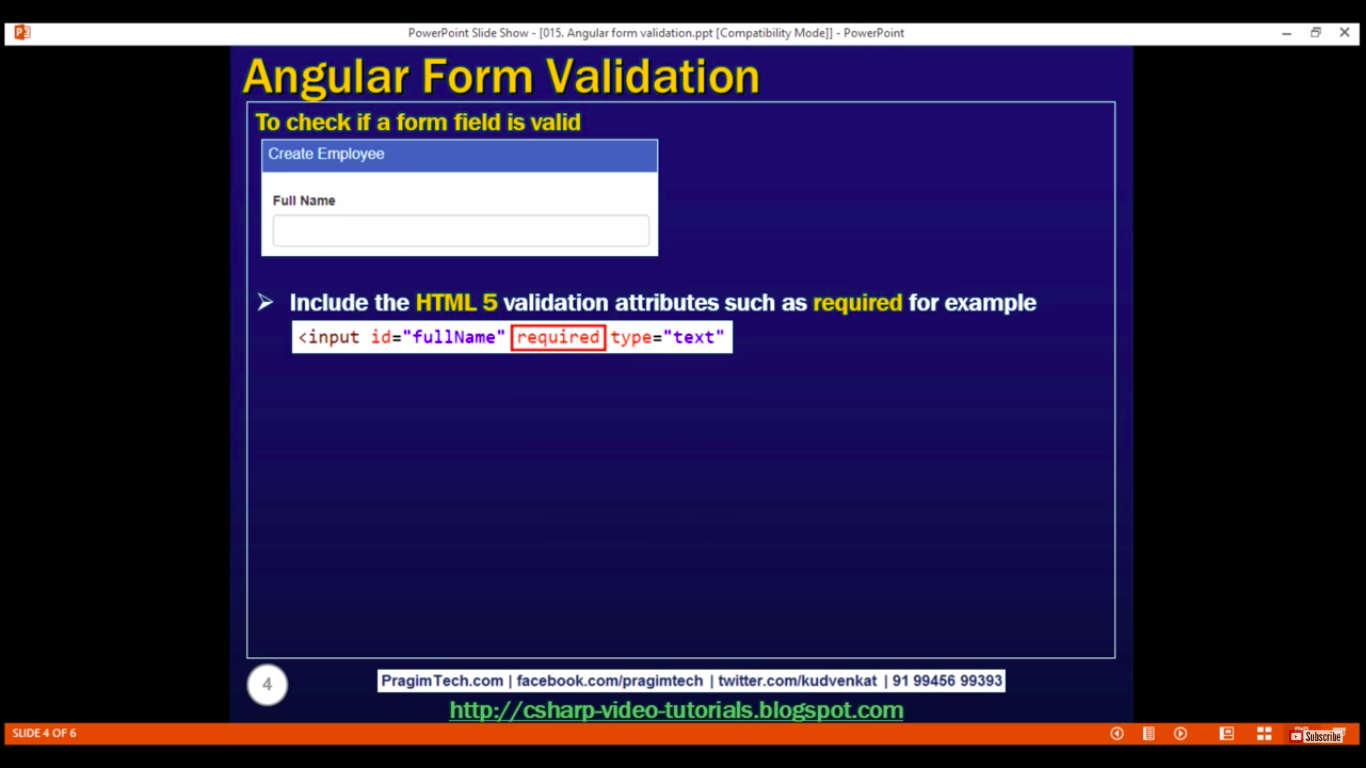 PowerPoint Slide Show - [015. Angular form validation.ppt [Compatibility Mode]] - PowerPoint
Angular Form Validation
To check if a form field is valid
Create Employee
Full Name
Include the HTML 5 validation attributes such as required for example
<input id="fullName" required type="text"
4
PragimTech.com | facebook.com/pragimtech | twitter.com/kudvenkat | 91 99456 99393
http://csharp-video-tutorials.blogspot.com
SLIDE 4 OF 6
Subscribe